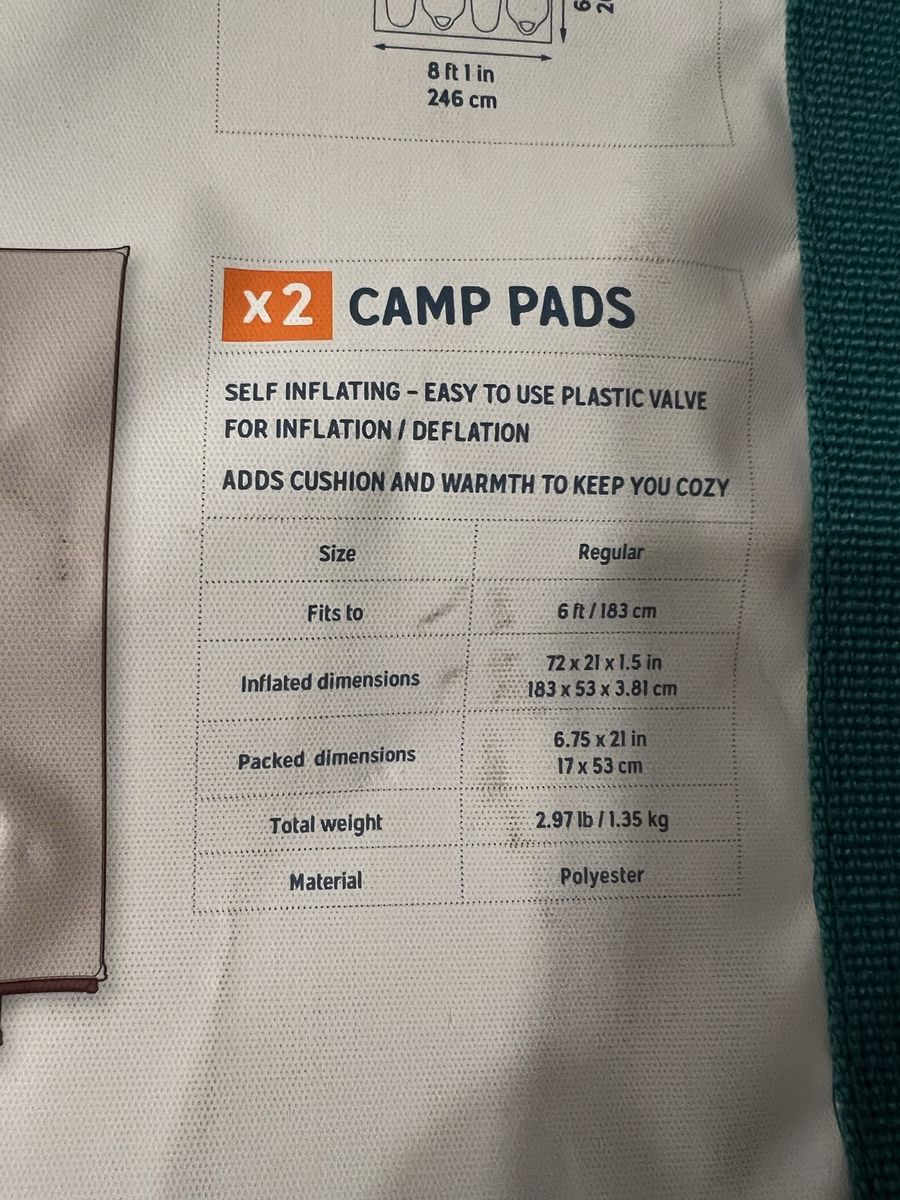 8 ft 1 in
246 cm
x2 CAMP PADS
SELF INFLATING – EASY TO USE PLASTIC VALVE
FOR INFLATION / DEFLATION
ADDS CUSHION AND WARMTH TO KEEP YOU COZY
Size Regular
Fits to 6 ft / 183 cm
Inflated dimensions 72 x 21 x 1.5 in
183 x 53 x 3.81 cm
Packed dimensions 6.75 x 21 in
17 x 53 cm
Total weight 2.97 lb / 1.35 kg
Material Polyester